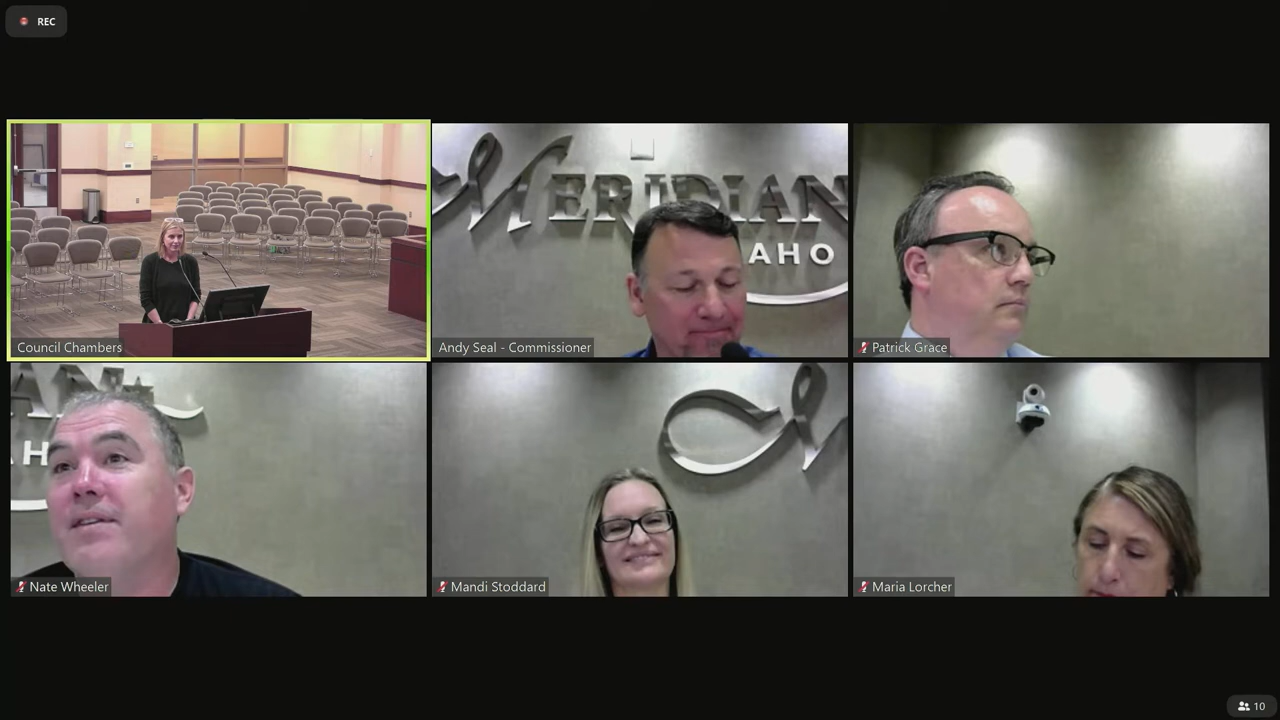 REC
Council Chambers
MERIDIAN
AHO
Andy Seal - Commissioner
Patrick Grace
H
Nate Wheeler
Mandi Stoddard
Maria Lorcher
10